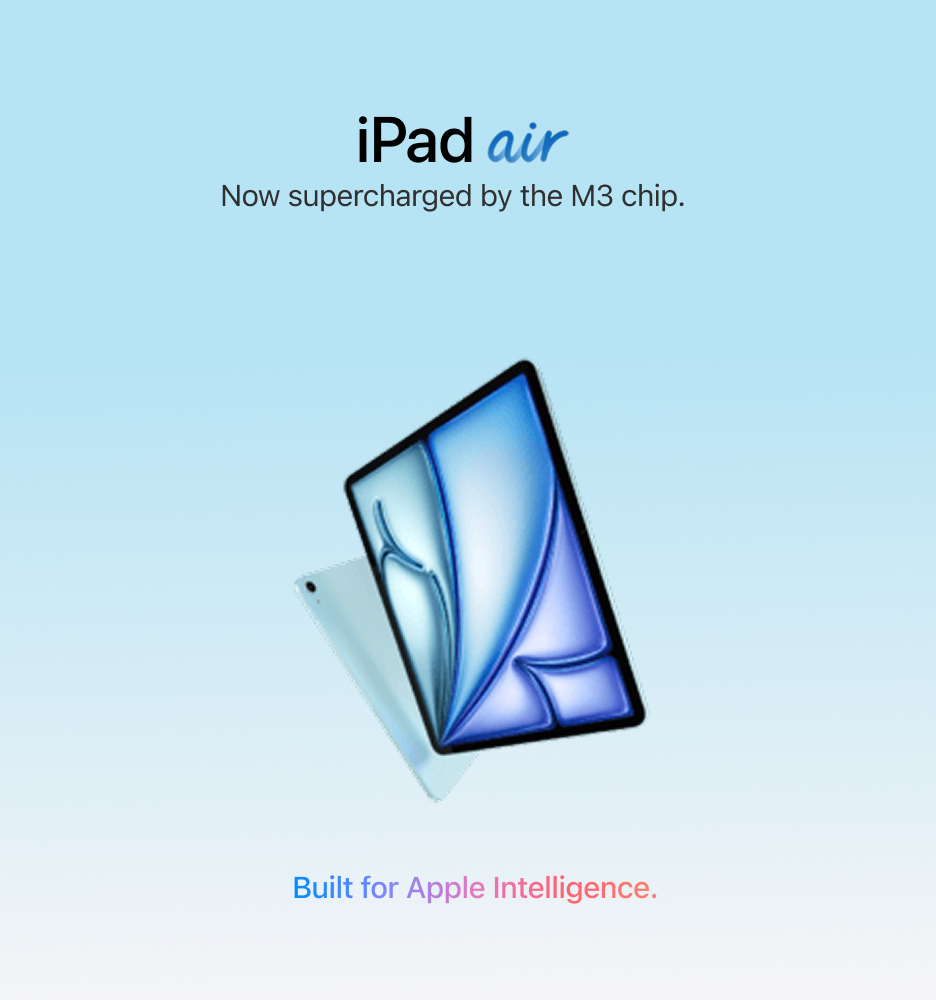 iPad air
Now supercharged by the M3 chip.
Built for Apple Intelligence.